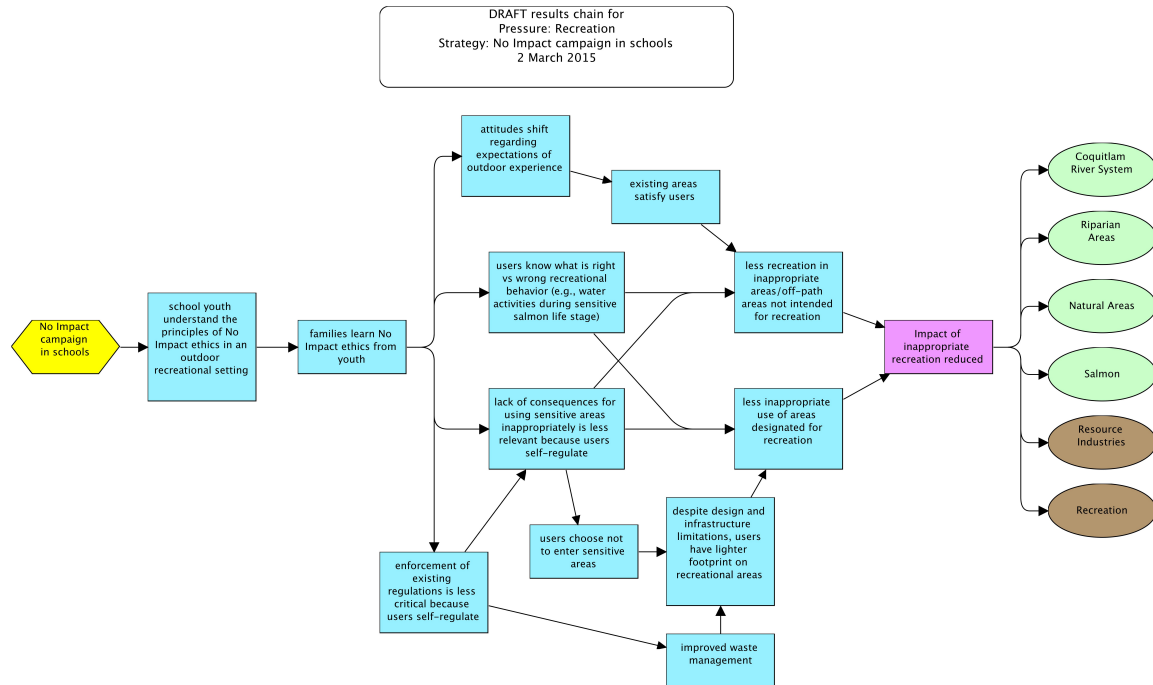 DRAFT results chain for
Pressure: Recreation
Strategy: No Impact campaign in schools
2 March 2015
attitudes shift
regarding
expectations of
outdoor experience
existing areas
satisfy users
users know what is right
vs wrong recreational
behavior (e.g., water
activities during sensitive
salmon life stage)
less recreation in
inappropriate
areas/off-path
areas not intended
for recreation
No Impact
campaign
in schools
school youth
understand the
principles of No
Impact ethics in an
outdoor
recreational setting
families learn No
Impact ethics from
youth
Impact of
inappropriate
recreation reduced
lack of consequences for
using sensitive areas
inappropriately is less
relevant because users
self-regulate
less inappropriate
use of areas
designated for
recreation
users choose not
to enter sensitive
areas
despite design and
infrastructure
limitations, users
have lighter
footprint on
recreational areas
enforcement of
existing
regulations is less
critical because
users self-regulate
improved waste
management
Coquitlam
River System
Riparian
Areas
Natural Areas
Salmon
Resource
Industries
Recreation